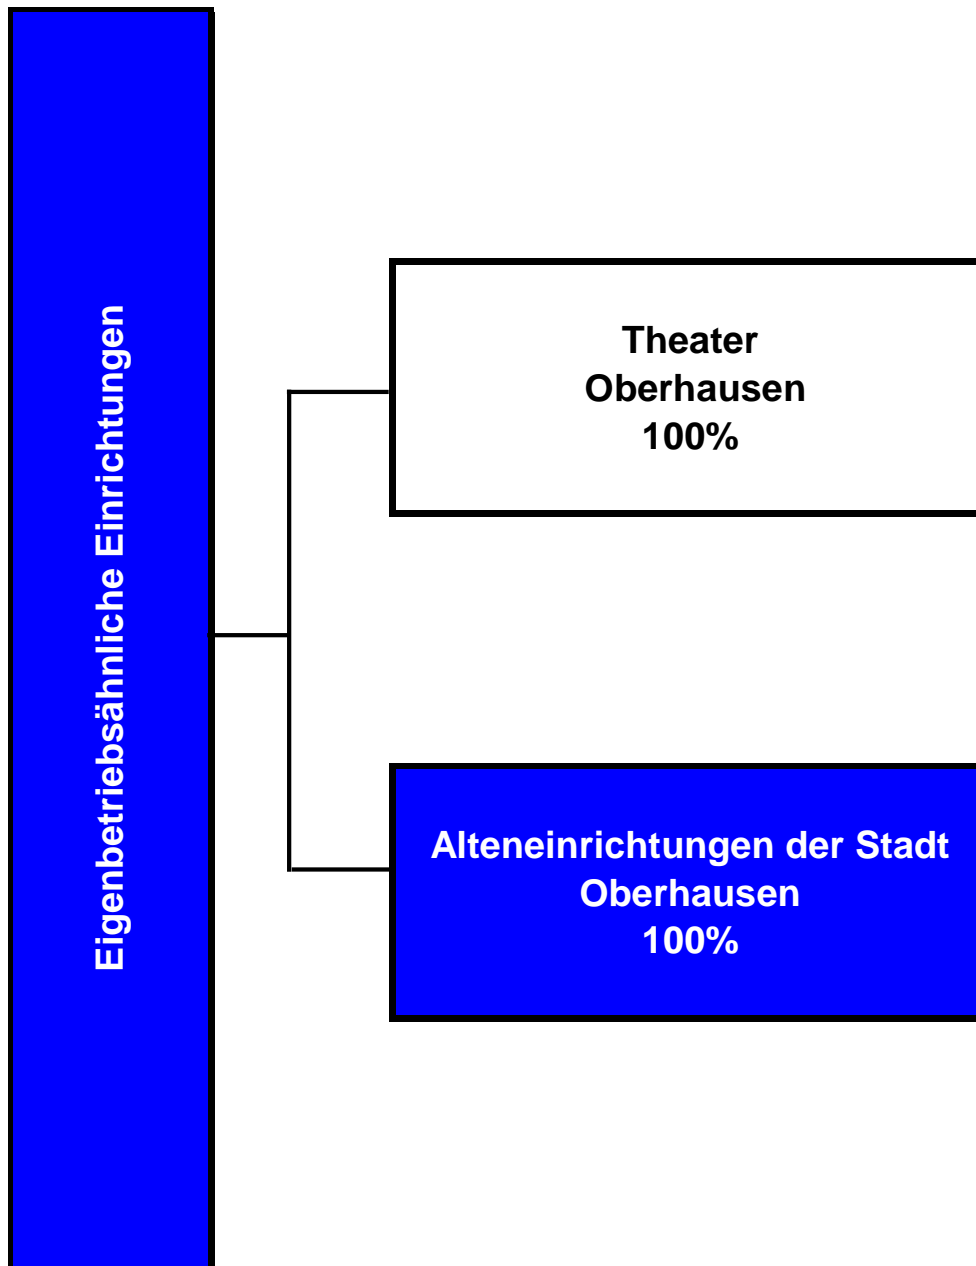 Eigenbetriebsähnliche Einrichtungen
Theater
Oberhausen
100%
Alteneinrichtungen der Stadt
Oberhausen
100%